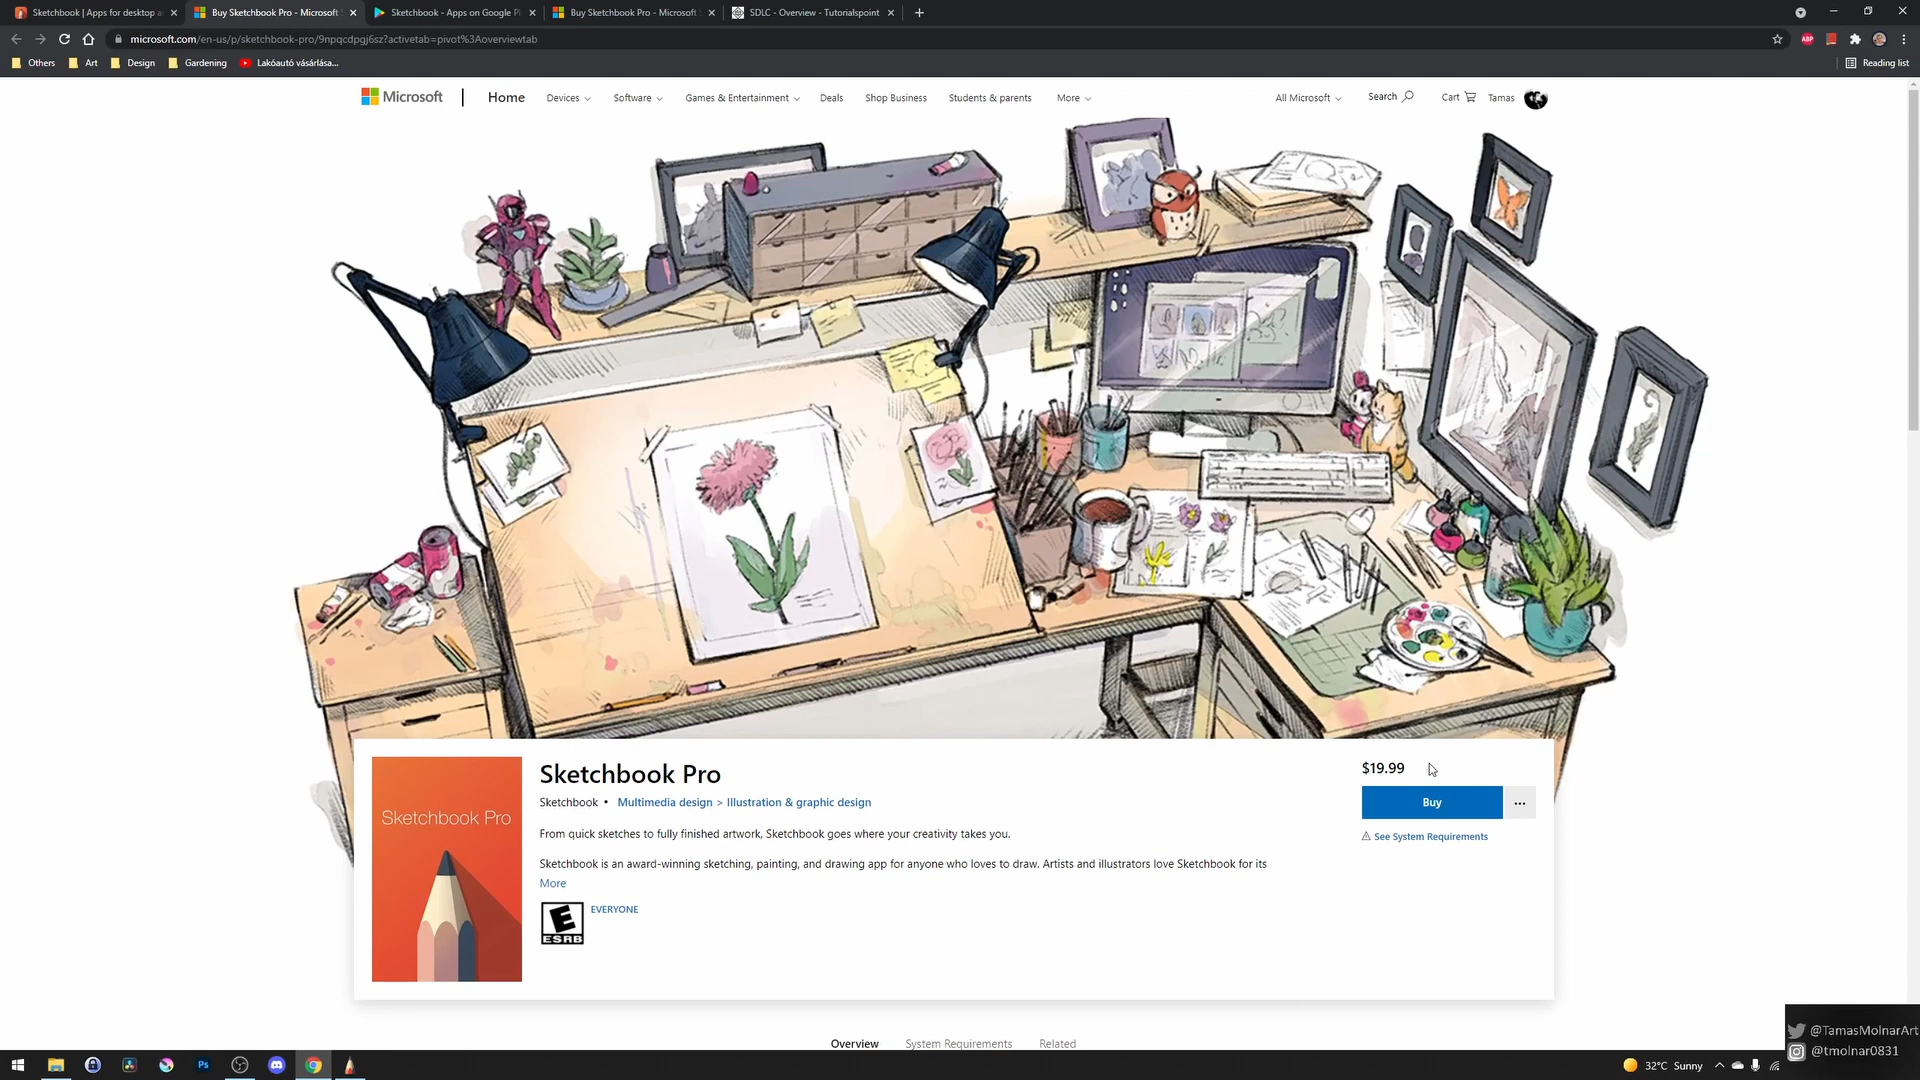 Sketchbook | Apps for desktop a
Buy Sketchbook Pro - Microsoft S
Sketchbook - Apps on Google Pl
Buy Sketchbook Pro - Microsoft S
SDLC - Overview - Tutorialspoint
microsoft.com/en-us/p/sketchbook-pro/9npqcdpgj6sz?activetab=pivot%3Aoverviewtab
ABP
Others Art Design Gardening Lakóautó vásárlása... Reading list
Microsoft Home Devices Software Games & Entertainment Deals Shop Business Students & parents More All Microsoft Search Cart Tamas
Sketchbook Pro
Sketchbook Pro
$19.99
Sketchbook • Multimedia design > Illustration & graphic design
Buy ...
From quick sketches to fully finished artwork, Sketchbook goes where your creativity takes you.
See System Requirements
Sketchbook is an award-winning sketching, painting, and drawing app for anyone who loves to draw. Artists and illustrators love Sketchbook for its
More
E
ESRB
EVERYONE
Overview System Requirements Related
@TamasMolnarArt
@tmolnar0831
Ps
32°C Sunny